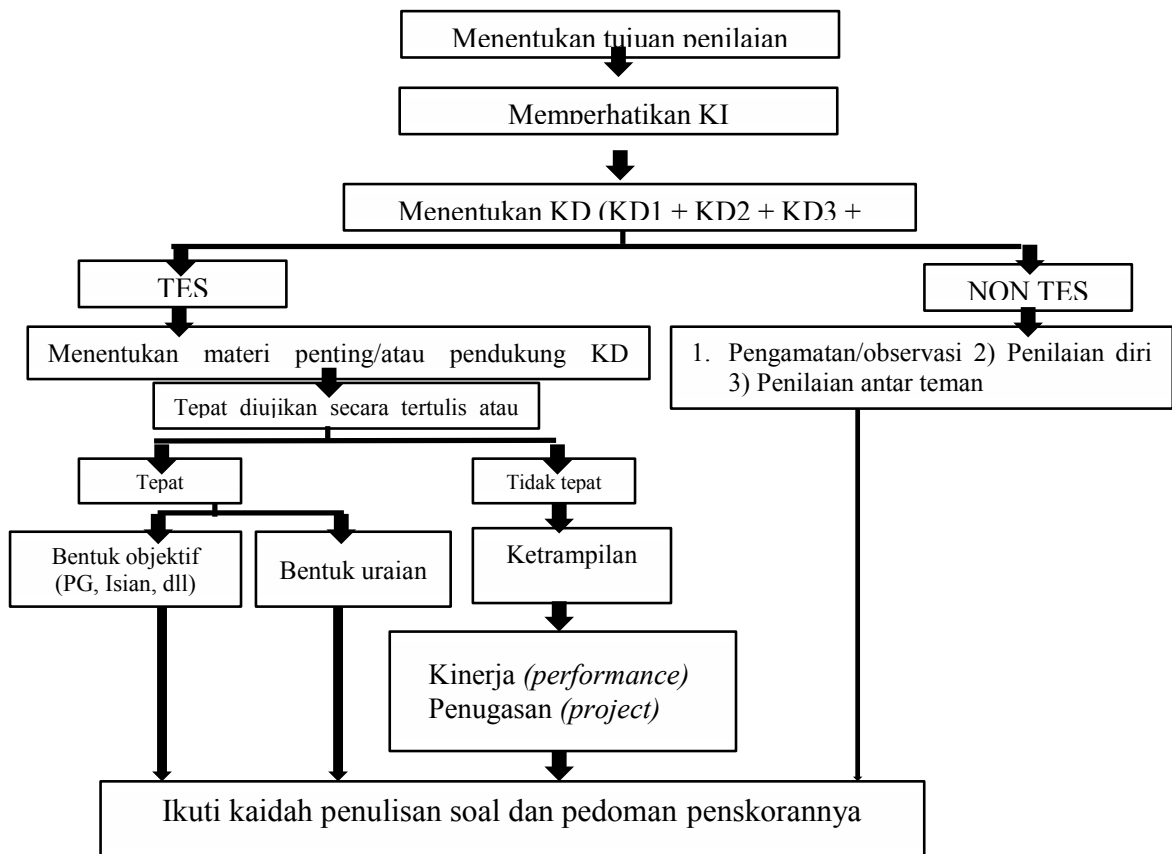 Menentukan tujuan penilaian
Memperhatikan KI
Menentukan KD (KD1 + KD2 + KD3 +
TES
NON TES
Menentukan materi penting/atau pendukung KD
1. Pengamatan/observasi 2) Penilaian diri
3) Penilaian antar teman
Tepat diujikan secara tertulis atau
Tepat
Tidak tepat
Bentuk objektif
(PG, Isian, dll)
Bentuk uraian
Ketrampilan
Kinerja (performance)
Penugasan (project)
Ikuti kaidah penulisan soal dan pedoman penskorannya